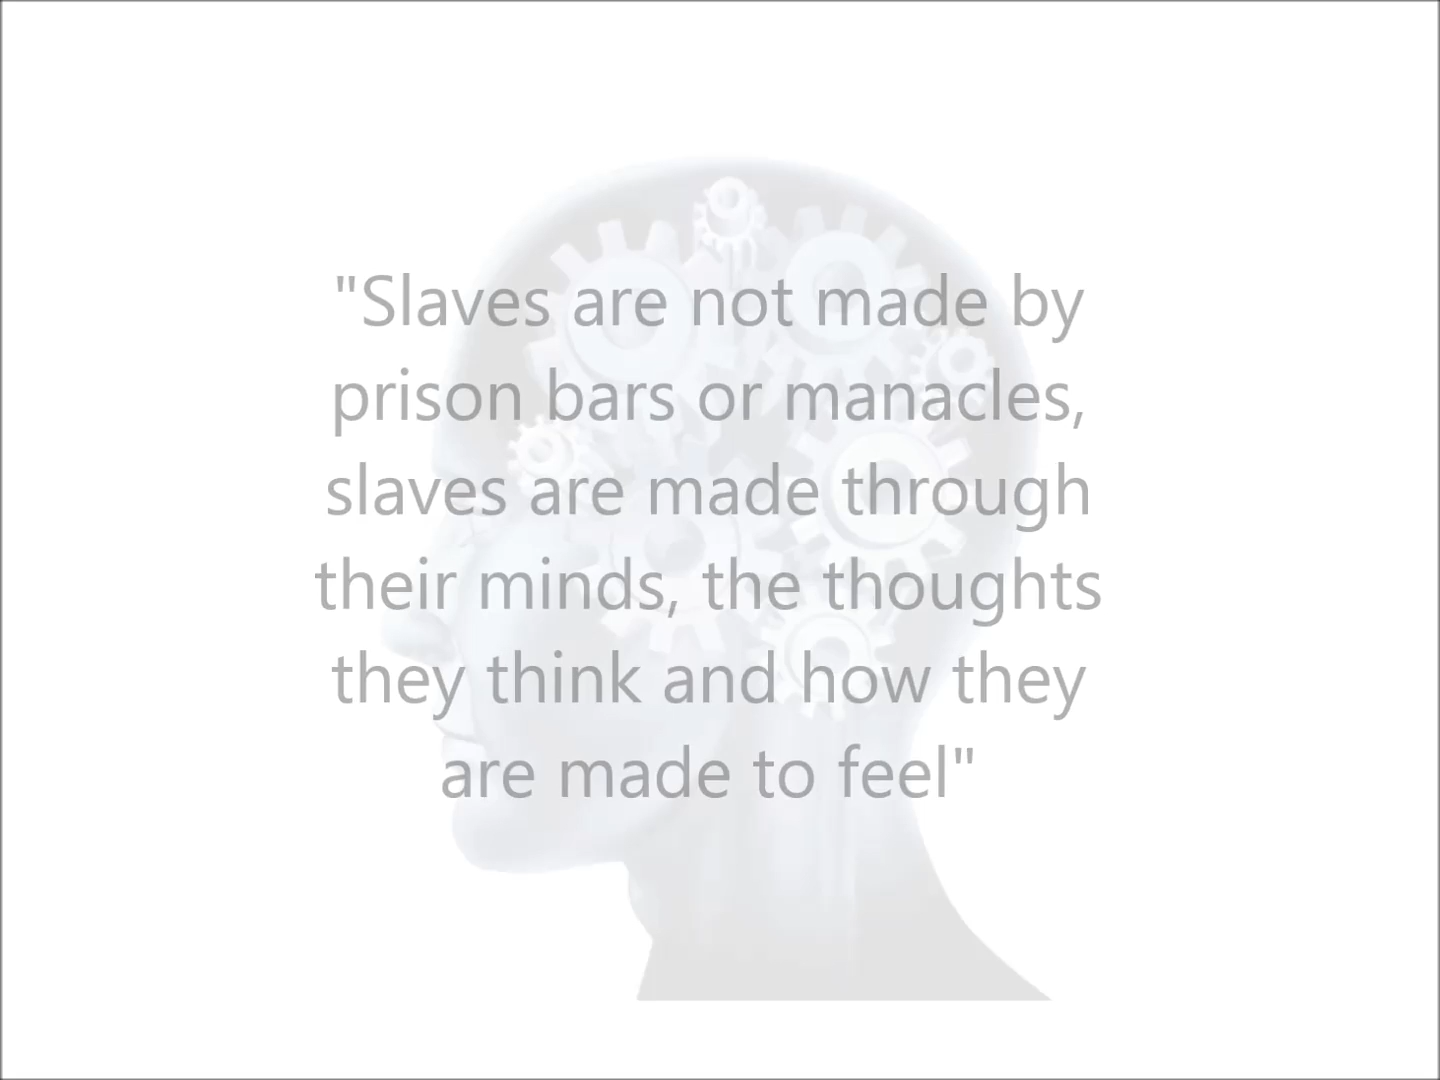 "Slaves are not made by
prison bars or manacles,
slaves are made through
their minds, the thoughts
they think and how they
are made to feel"